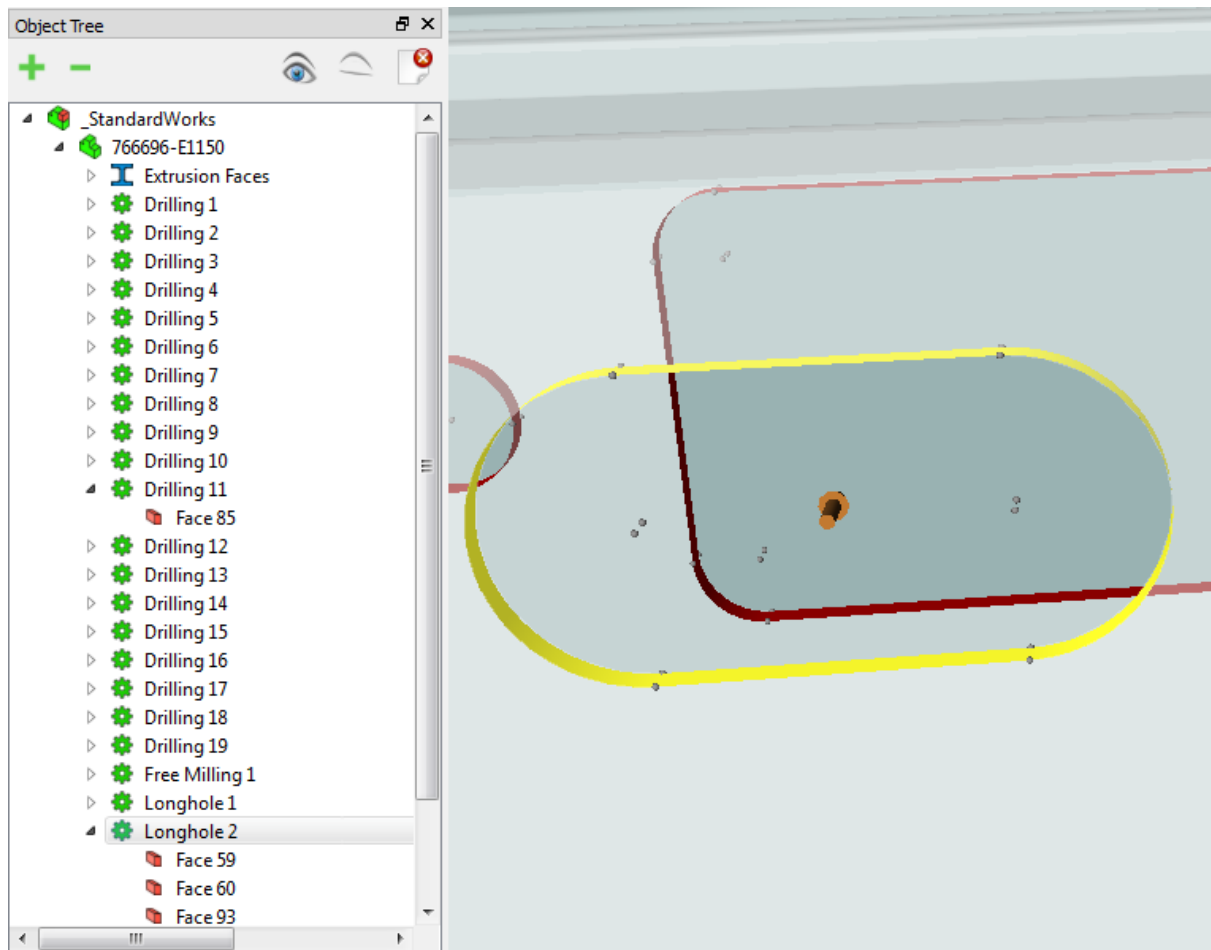 Object Tree
_StandardWorks
766696-E1150
Extrusion Faces
Drilling 1
Drilling 2
Drilling 3
Drilling 4
Drilling 5
Drilling 6
Drilling 7
Drilling 8
Drilling 9
Drilling 10
Drilling 11
Face 85
Drilling 12
Drilling 13
Drilling 14
Drilling 15
Drilling 16
Drilling 17
Drilling 18
Drilling 19
Free Milling 1
Longhole 1
Longhole 2
Face 59
Face 60
Face 93